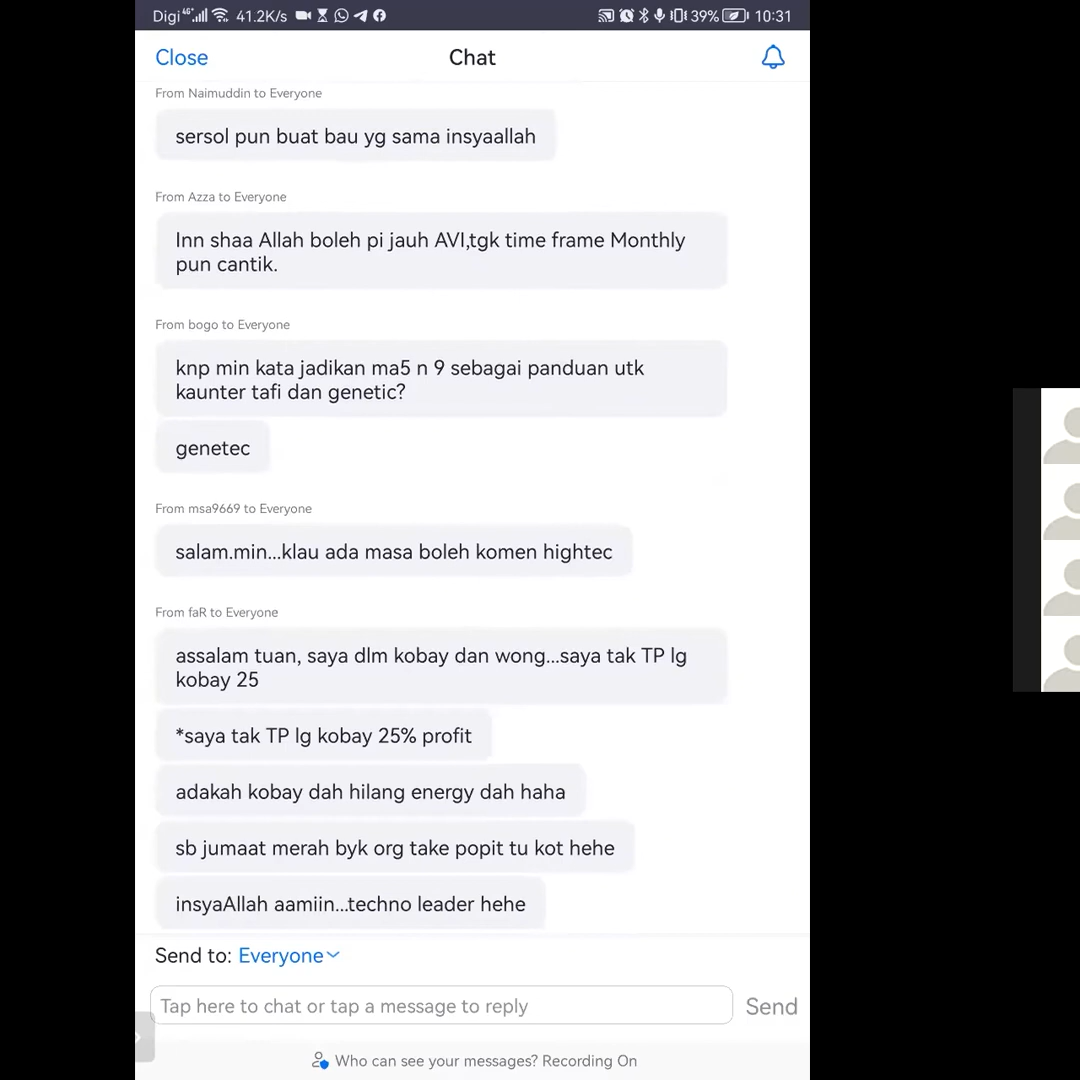 Digi 4G 41.2K/s 39% 10:31
Close Chat
From Naimuddin to Everyone
sersol pun buat bau yg sama insyaallah
From Azza to Everyone
Inn shaa Allah boleh pi jauh AVI,tgk time frame Monthly
pun cantik.
From bogo to Everyone
knp min kata jadikan ma5 n 9 sebagai panduan utk
kaunter tafi dan genetic?
genetec
From msa9669 to Everyone
salam.min...klau ada masa boleh komen hightec
From faR to Everyone
assalam tuan, saya dlm kobay dan wong...saya tak TP lg
kobay 25
*saya tak TP lg kobay 25% profit
adakah kobay dah hilang energy dah haha
sb jumaat merah byk org take popit tu kot hehe
insyaAllah aamiin...techno leader hehe
Send to: Everyone
Tap here to chat or tap a message to reply Send
Who can see your messages? Recording On